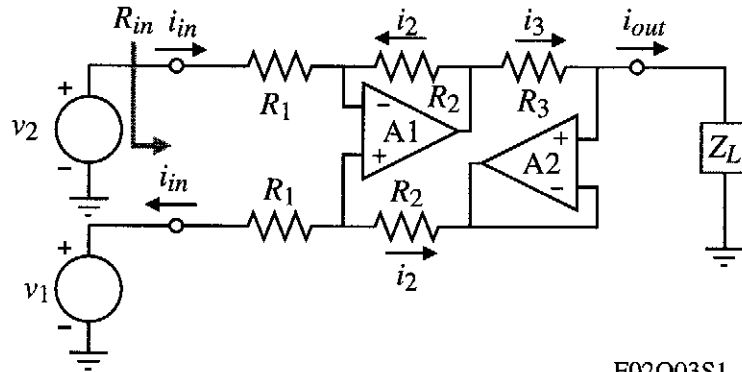 R_in i_in i_2 i_3 i_out
+ R_1 R_2 R_3
v_2 − A1 + Z_L
− + A2
i_in R_1 R_2 −
+
v_1 i_2
−
F02Q03S1